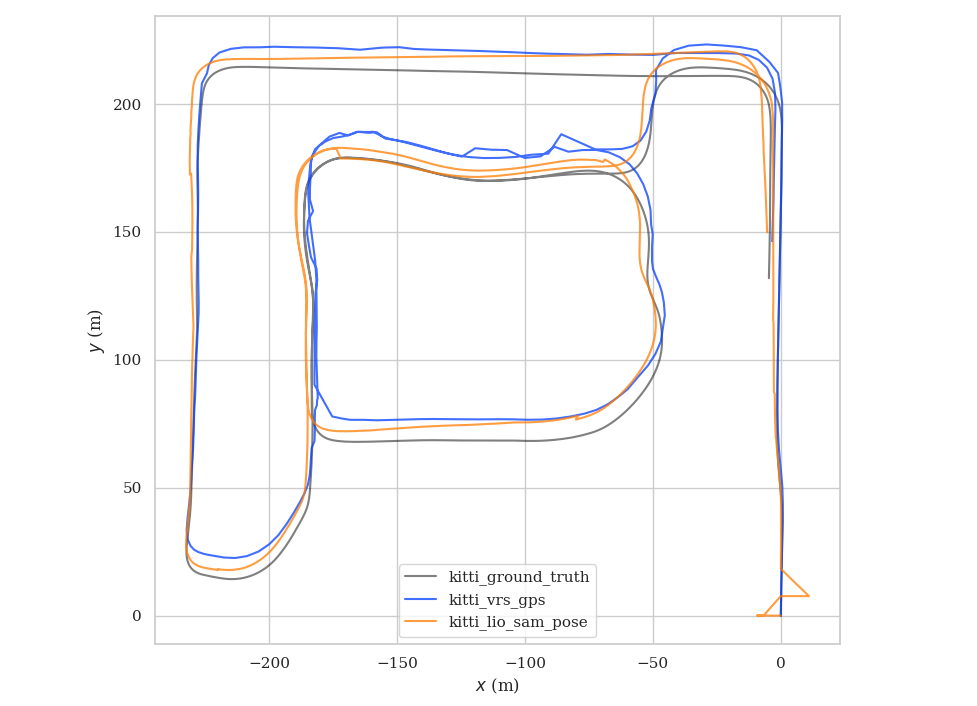 200
150
100
50
0
y (m)
−200
−150
−100
−50
0
x (m)
kitti_ground_truth
kitti_vrs_gps
kitti_lio_sam_pose